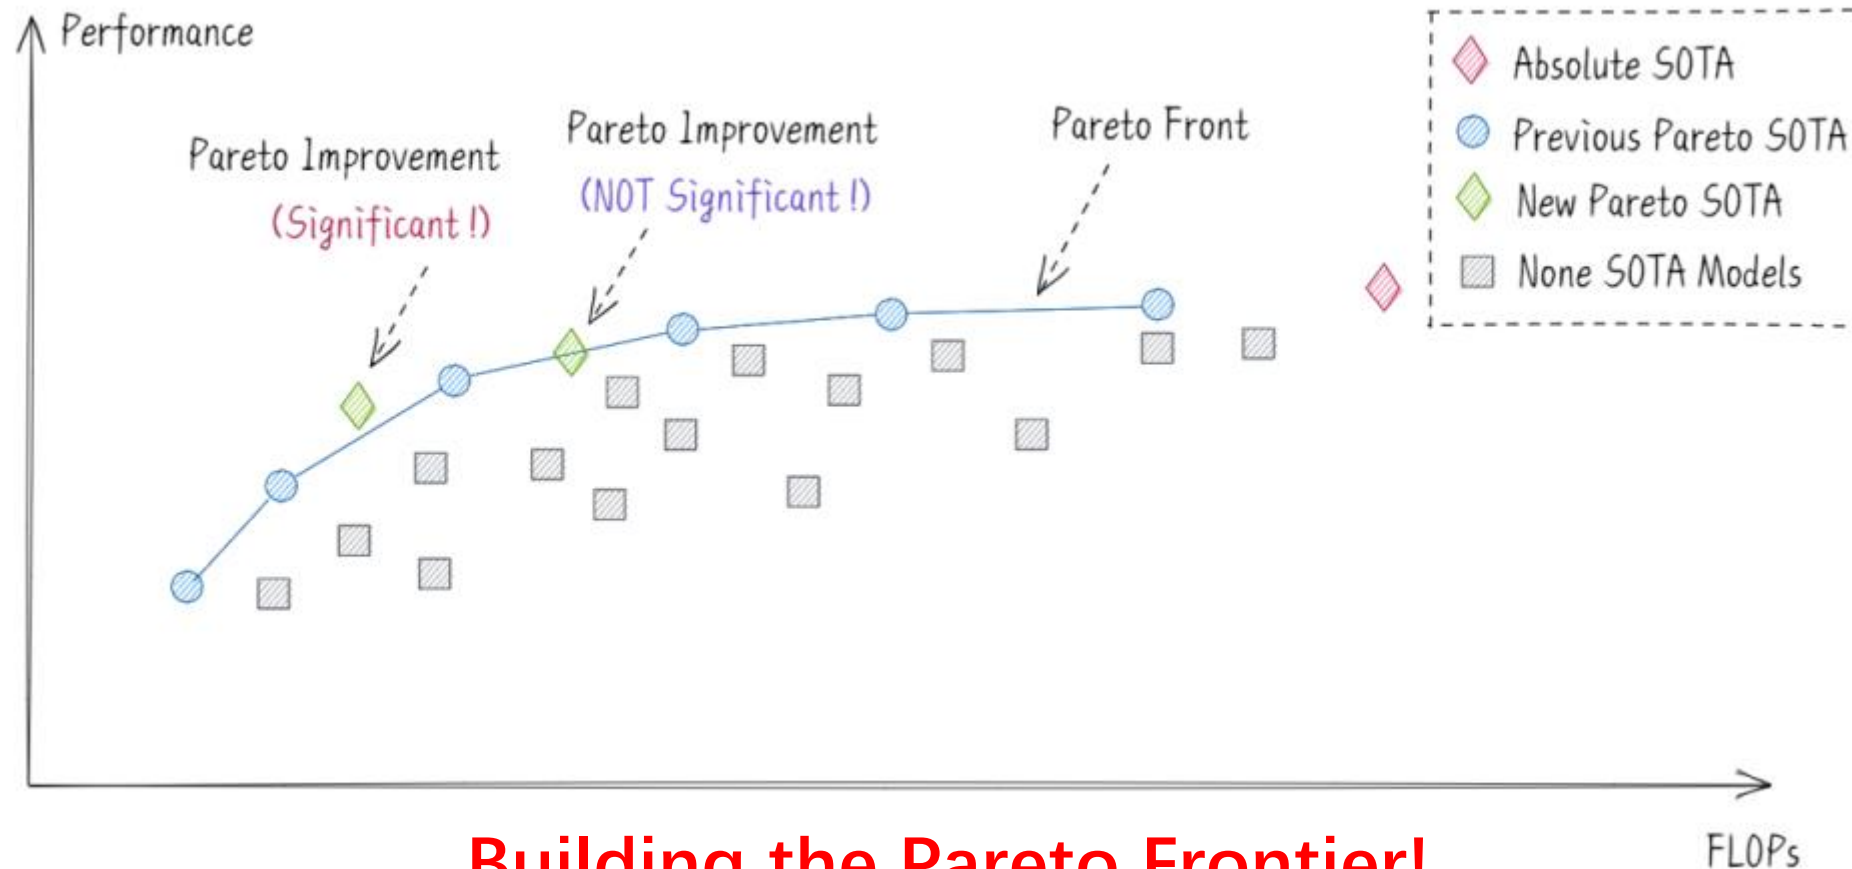 Performance
Pareto Improvement
(Significant !)
Pareto Improvement
(NOT Significant !)
Pareto Front
Absolute SOTA
Previous Pareto SOTA
New Pareto SOTA
None SOTA Models
FLOPs
Building the Pareto Frontier!